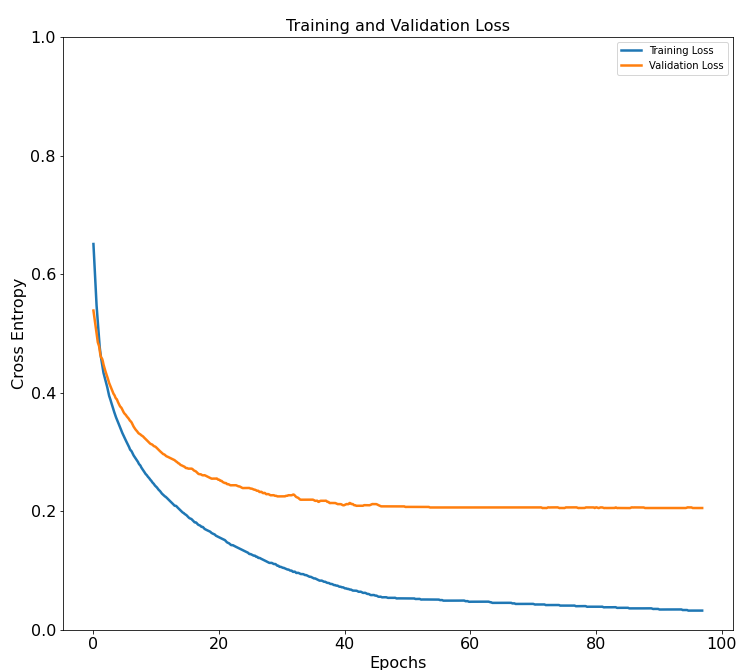 Training and Validation Loss
1.0
Training Loss
Validation Loss
0.8
0.6
0.4
0.2
0.0
Cross Entropy
0 20 40 60 80 100
Epochs